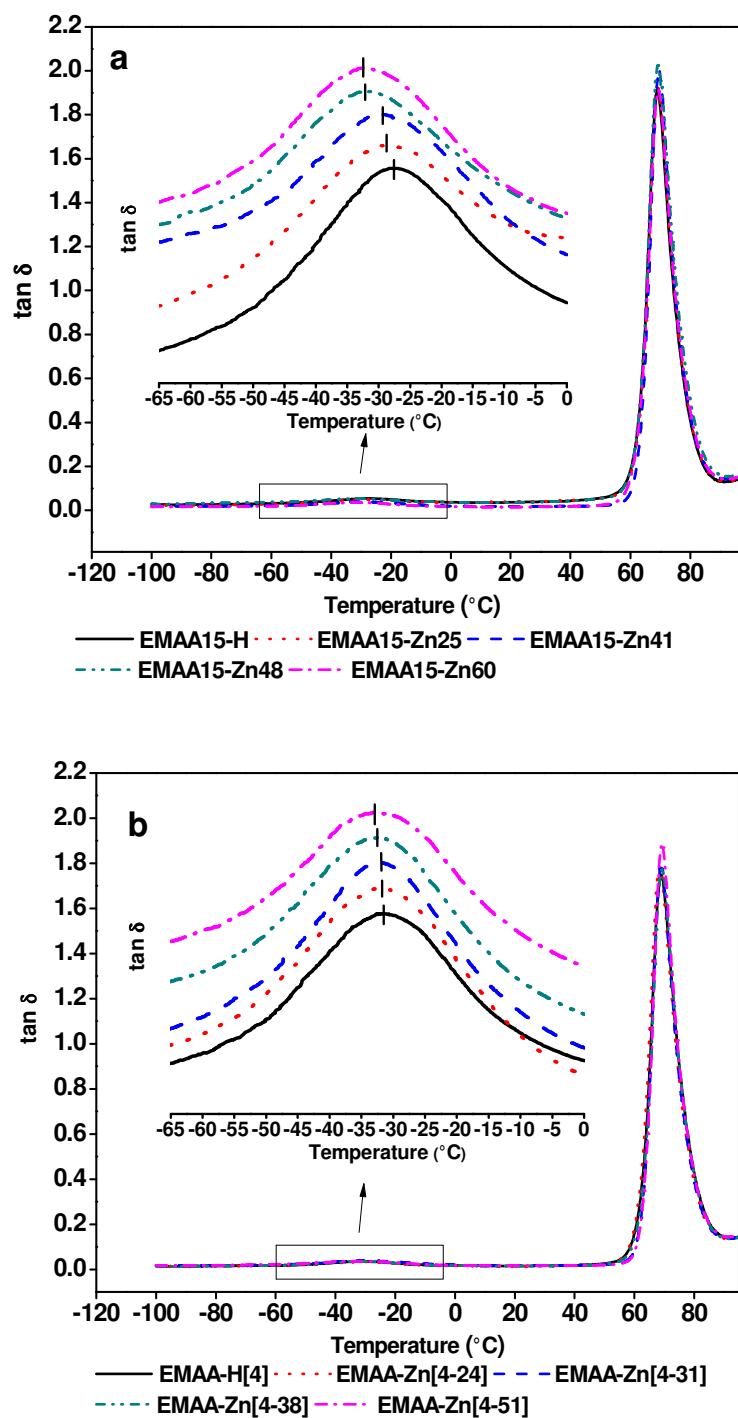 a
2.2
2.0
1.8
1.6
1.4
1.2
1.0
0.8
0.6
0.4
0.2
0.0
tan δ
tan δ
-65 -60 -55 -50 -45 -40 -35 -30 -25 -20 -15 -10 -5 0
Temperature (°C)
-120 -100 -80 -60 -40 -20 0 20 40 60 80
Temperature (°C)
EMAA15-H EMAA15-Zn25 EMAA15-Zn41
EMAA15-Zn48 EMAA15-Zn60
b
2.2
2.0
1.8
1.6
1.4
1.2
1.0
0.8
0.6
0.4
0.2
0.0
tan δ
tan δ
-65 -60 -55 -50 -45 -41 -35 -31 -25 -20 -15 -10 -5 0
Temperature (°C)
-120 -100 -80 -60 -40 -20 0 20 40 60 80
Temperature (°C)
EMAA-H[4] EMAA-Zn[4-24] EMAA-Zn[4-31]
EMAA-Zn[4-38] EMAA-Zn[4-51]